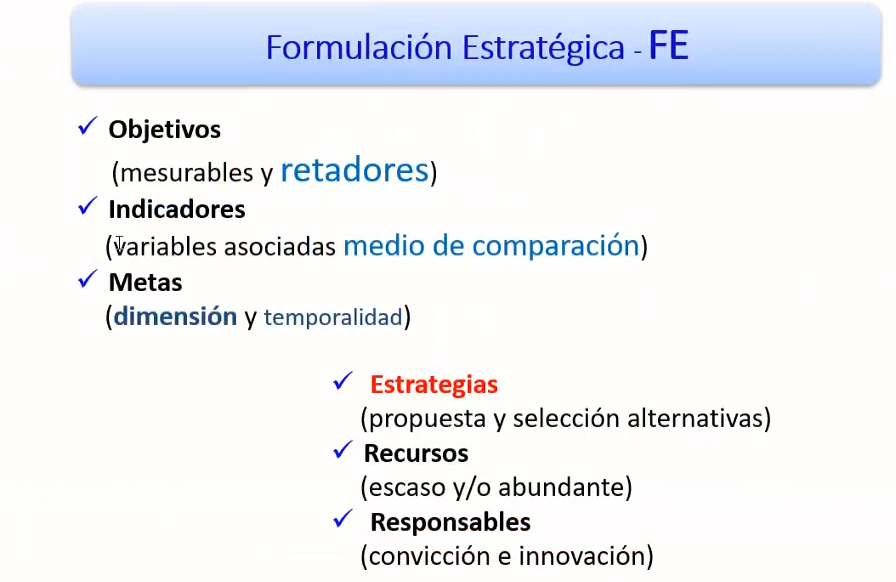 Formulación Estratégica - FE
✓ Objetivos
(mesurables y retadores)
✓ Indicadores
(variables asociadas medio de comparación)
✓ Metas
(dimensión y temporalidad)
✓ Estrategias
(propuesta y selección alternativas)
✓ Recursos
(escaso y/o abundante)
✓ Responsables
(convicción e innovación)